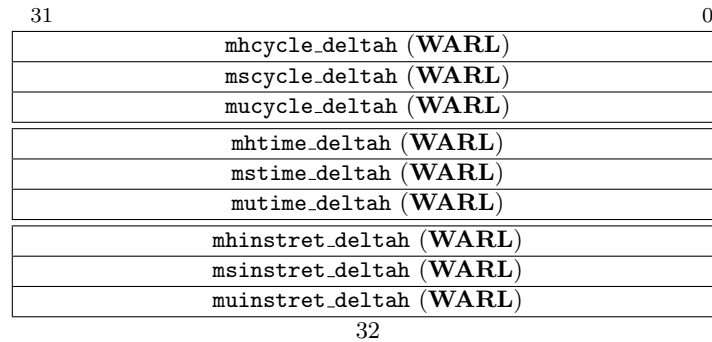 31 0
mhcycle_deltah (WARL)
mscycle_deltah (WARL)
mucycle_deltah (WARL)
mhtime_deltah (WARL)
mstime_deltah (WARL)
mutime_deltah (WARL)
mhinstret_deltah (WARL)
msinstret_deltah (WARL)
muinstret_deltah (WARL)
32